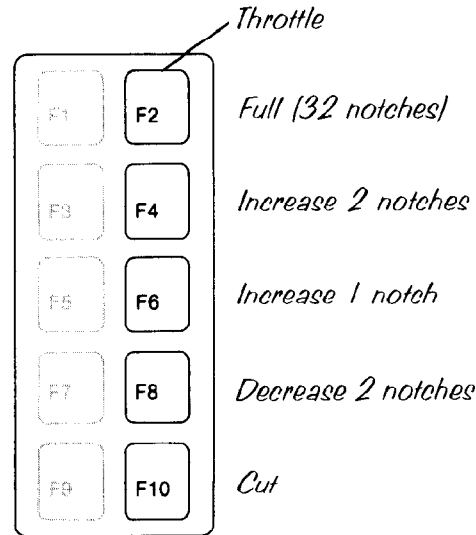 Throttle
F1 F2 Full (32 notches)
F3 F4 Increase 2 notches
F5 F6 Increase 1 notch
F7 F8 Decrease 2 notches
F9 F10 Cut